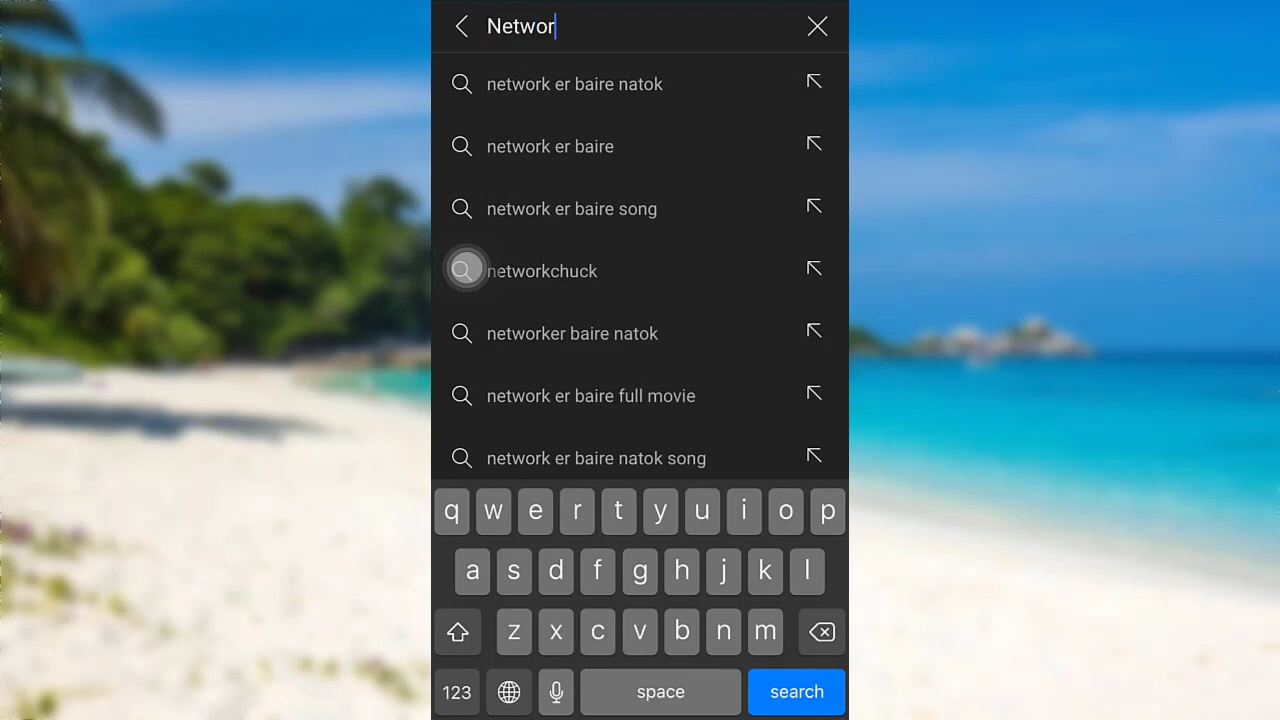 Networ
network er baire natok
network er baire
network er baire song
networkchuck
networker baire natok
network er baire full movie
network er baire natok song
q w e r t y u i o p
a s d f g h j k l
z x c v b n m
123 space search